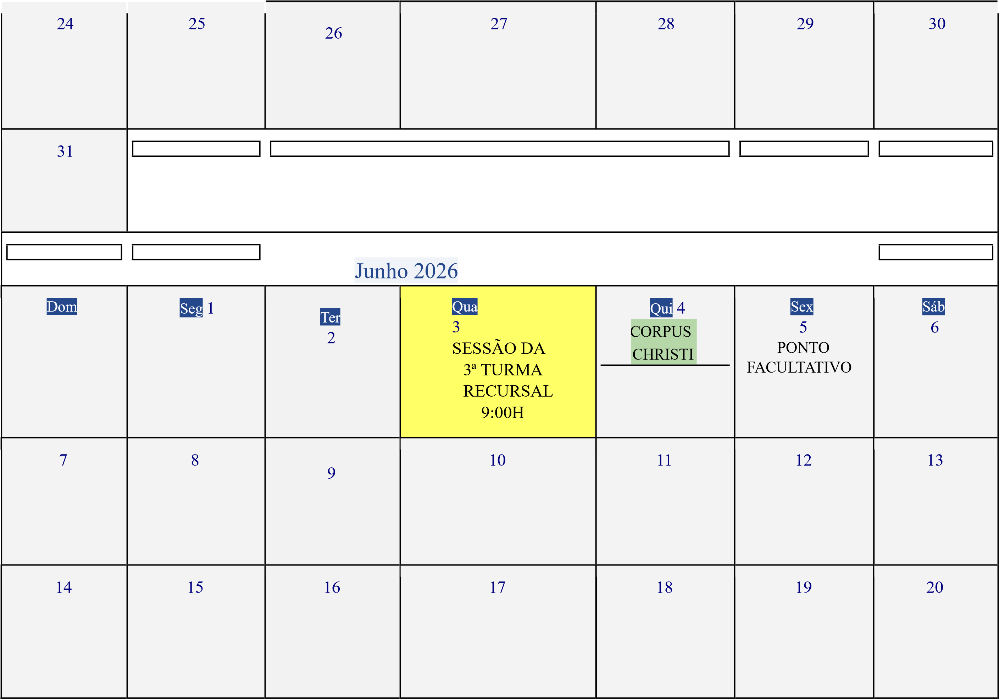 24 25 26 27 28 29 30
31
Junho 2026
Dom Seg 1 Ter Qua Qui 4 Sex Sáb
2 3 CORPUS 5 6
SESSÃO DA CHRISTI PONTO
3ª TURMA FACULTATIVO
RECURSAL
9:00H
7 8 9 10 11 12 13
14 15 16 17 18 19 20